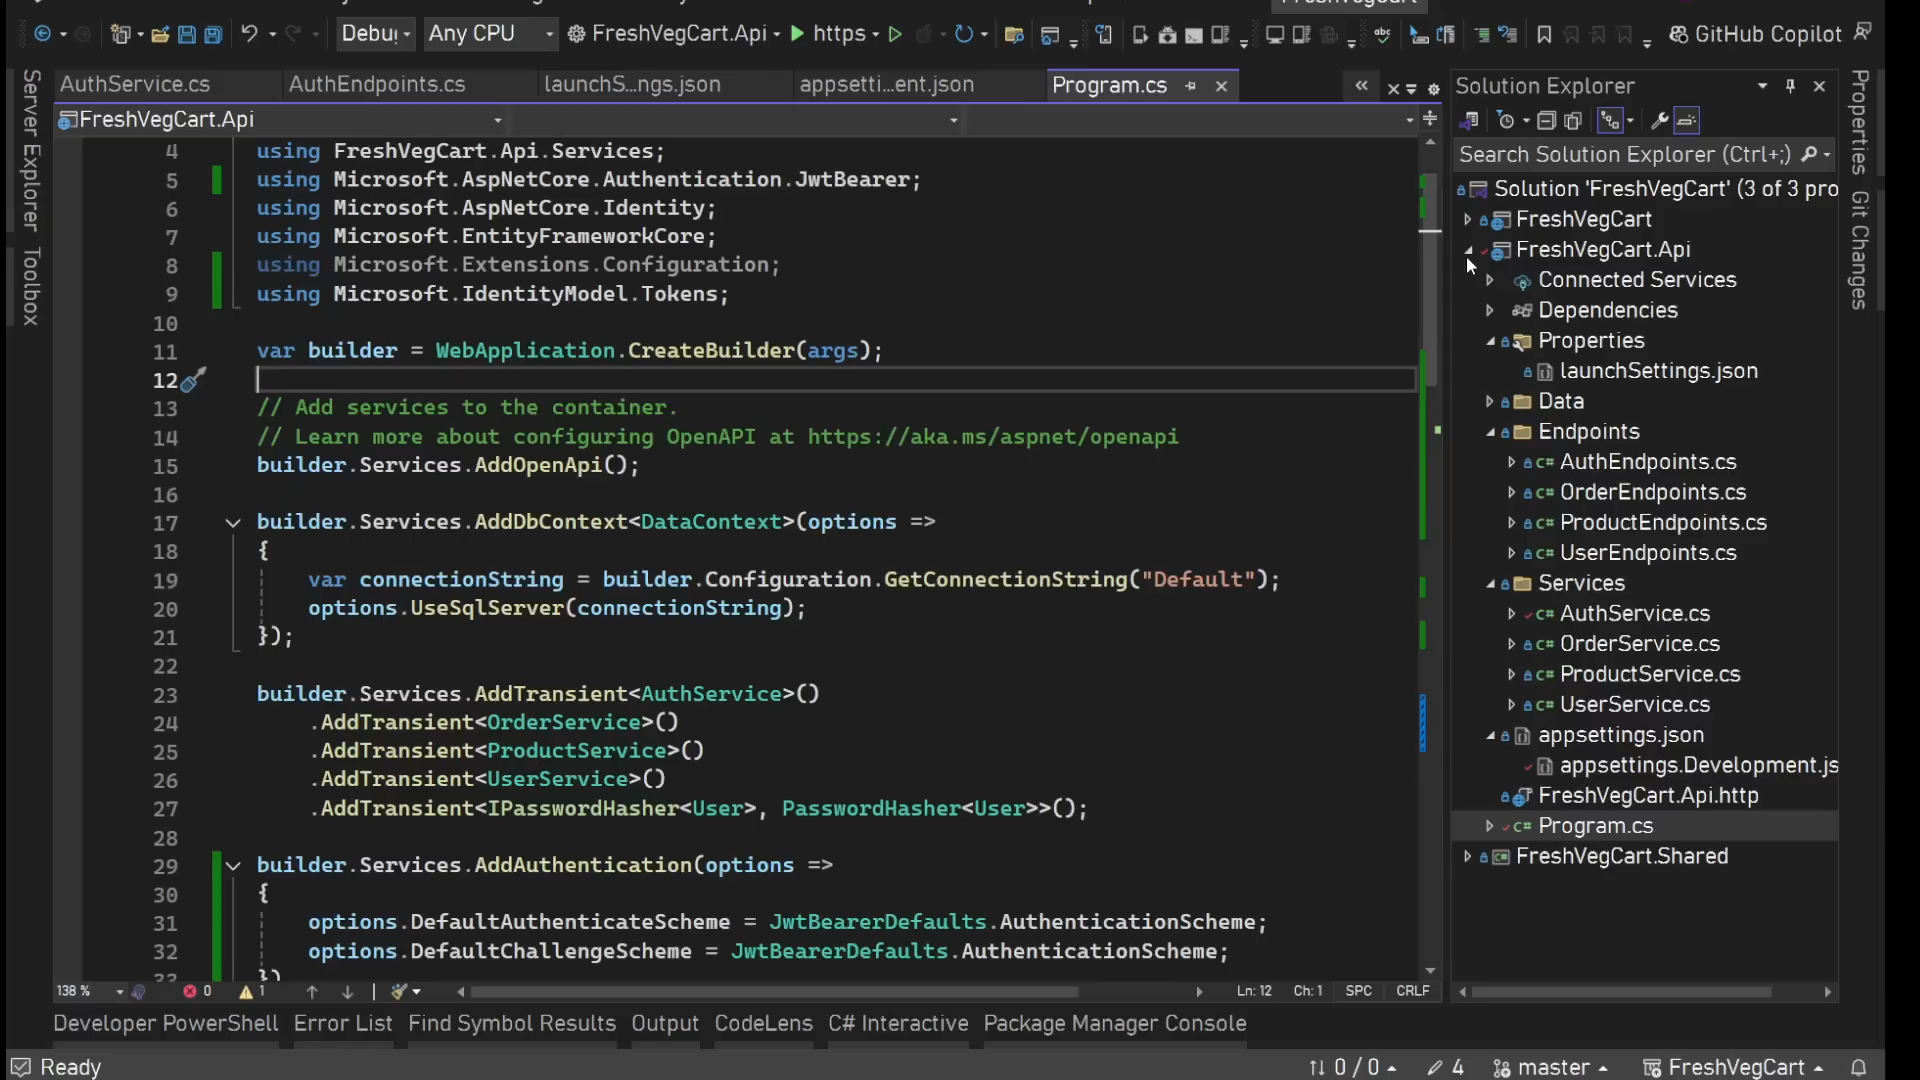 Debug
Any CPU
FreshVegCart.Api
https
GitHub Copilot
AuthService.cs
AuthEndpoints.cs
launchS...ngs.json
appsetti...ent.json
Program.cs
FreshVegCart.Api
Server Explorer
Toolbox
4 using FreshVegCart.Api.Services;
5 using Microsoft.AspNetCore.Authentication.JwtBearer;
6 using Microsoft.AspNetCore.Identity;
7 using Microsoft.EntityFrameworkCore;
8 using Microsoft.Extensions.Configuration;
9 using Microsoft.IdentityModel.Tokens;
10
11 var builder = WebApplication.CreateBuilder(args);
12
13 // Add services to the container.
14 // Learn more about configuring OpenAPI at https://aka.ms/aspnet/openapi
15 builder.Services.AddOpenApi();
16
17 builder.Services.AddDbContext<DataContext>(options =>
18 {
19 var connectionString = builder.Configuration.GetConnectionString("Default");
20 options.UseSqlServer(connectionString);
21 });
22
23 builder.Services.AddTransient<AuthService>()
24 .AddTransient<OrderService>()
25 .AddTransient<ProductService>()
26 .AddTransient<UserService>()
27 .AddTransient<IPasswordHasher<User>, PasswordHasher<User>>();
28
29 builder.Services.AddAuthentication(options =>
30 {
31 options.DefaultAuthenticateScheme = JwtBearerDefaults.AuthenticationScheme;
32 options.DefaultChallengeScheme = JwtBearerDefaults.AuthenticationScheme;
33 })
138 %
0
1
Ln: 12
Ch: 1
SPC
CRLF
Solution Explorer
Search Solution Explorer (Ctrl+;)
Solution 'FreshVegCart' (3 of 3 pro
FreshVegCart
FreshVegCart.Api
Connected Services
Dependencies
Properties
launchSettings.json
Data
Endpoints
AuthEndpoints.cs
OrderEndpoints.cs
ProductEndpoints.cs
UserEndpoints.cs
Services
AuthService.cs
OrderService.cs
ProductService.cs
UserService.cs
appsettings.json
appsettings.Development.js
FreshVegCart.Api.http
Program.cs
FreshVegCart.Shared
Properties
Git Changes
Developer PowerShell
Error List
Find Symbol Results
Output
CodeLens
C# Interactive
Package Manager Console
Ready
0 / 0
4
master
FreshVegCart